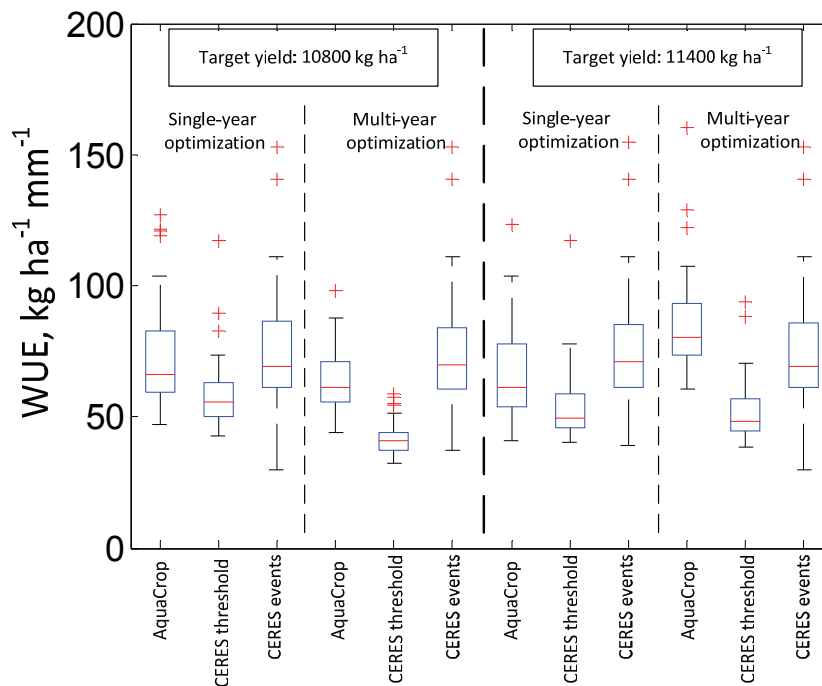 200
Target yield: 10800 kg ha⁻¹
Target yield: 11400 kg ha⁻¹
Single-year
optimization
Multi-year
optimization
Single-year
optimization
Multi-year
optimization
150
100
50
0
WUE, kg ha⁻¹ mm⁻¹
AquaCrop
CERES threshold
CERES events
AquaCrop
CERES threshold
CERES events
AquaCrop
CERES threshold
CERES events
AquaCrop
CERES threshold
CERES events